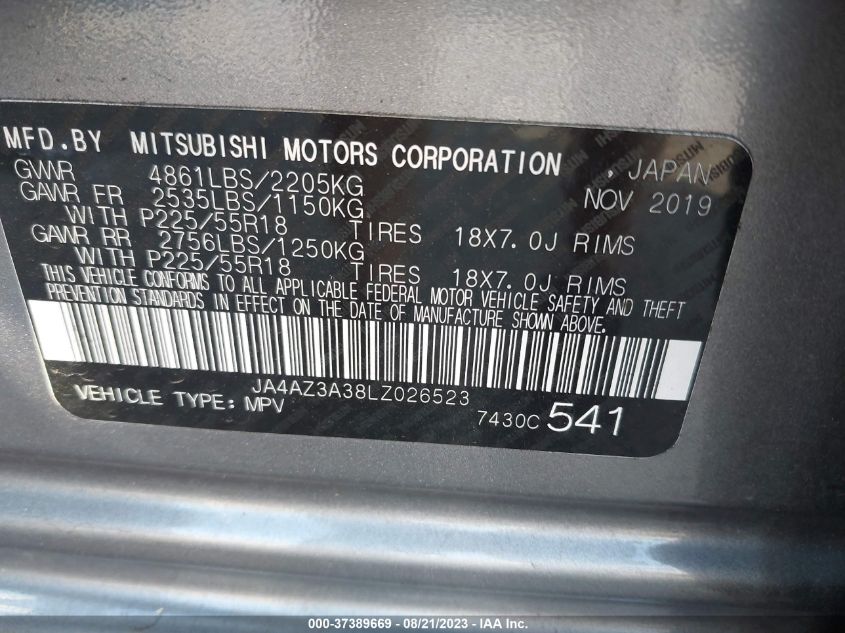 MFD.BY MITSUBISHI MOTORS CORPORATION , JAPAN
GVWR 4861LBS/2205KG NOV 2019
GAWR FR 2535LBS/1150KG
WITH P225/55R18 TIRES 18X7.0J RIMS
GAWR RR 2756LBS/1250KG
WITH P225/55R18 TIRES 18X7.0J RIMS
THIS VEHICLE CONFORMS TO ALL APPLICABLE FEDERAL MOTOR VEHICLE SAFETY AND THEFT
PREVENTION STANDARDS IN EFFECT ON THE DATE OF MANUFACTURE SHOWN ABOVE.
JA4AZ3A38LZ026523
VEHICLE TYPE: MPV 7430C 541
000-37389669 - 08/21/2023 - IAA Inc.